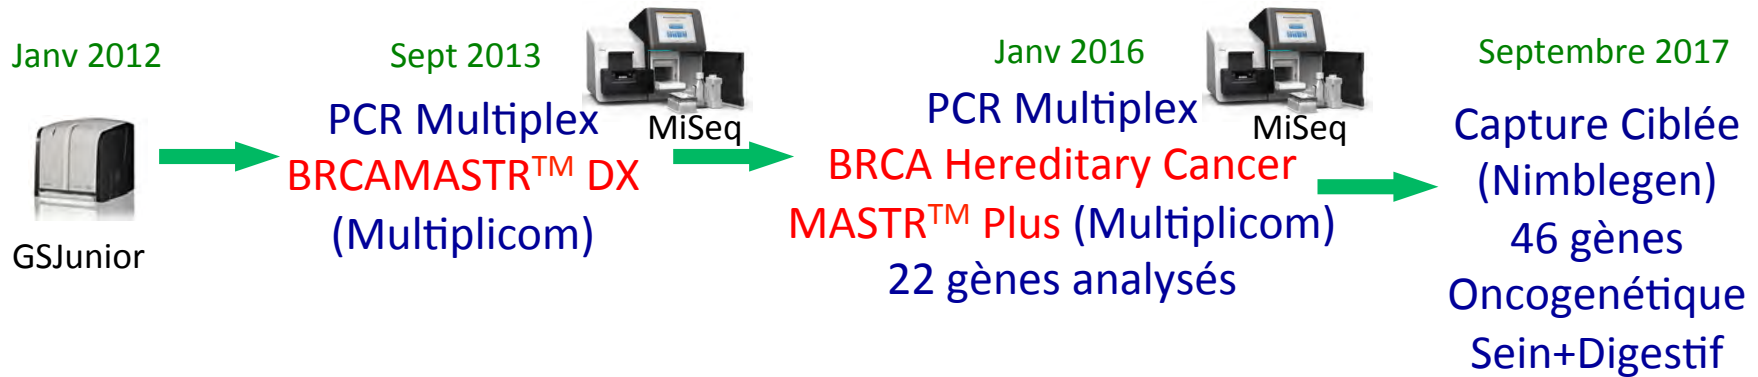 Janv 2012
GSJunior
Sept 2013
PCR Multiplex
MiSeq
BRCAMASTR™ DX
(Multiplicom)
Janv 2016
PCR Multiplex
MiSeq
BRCA Hereditary Cancer
MASTR™ Plus (Multiplicom)
22 gènes analysés
Septembre 2017
Capture Ciblée
(Nimblegen)
46 gènes
Oncogenétique
Sein+Digestif